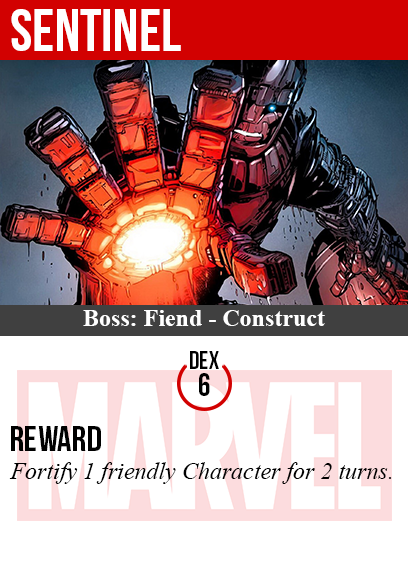 SENTINEL
Boss: Fiend - Construct
DEX
6
MARVEL
REWARD
Fortify 1 friendly Character for 2 turns.